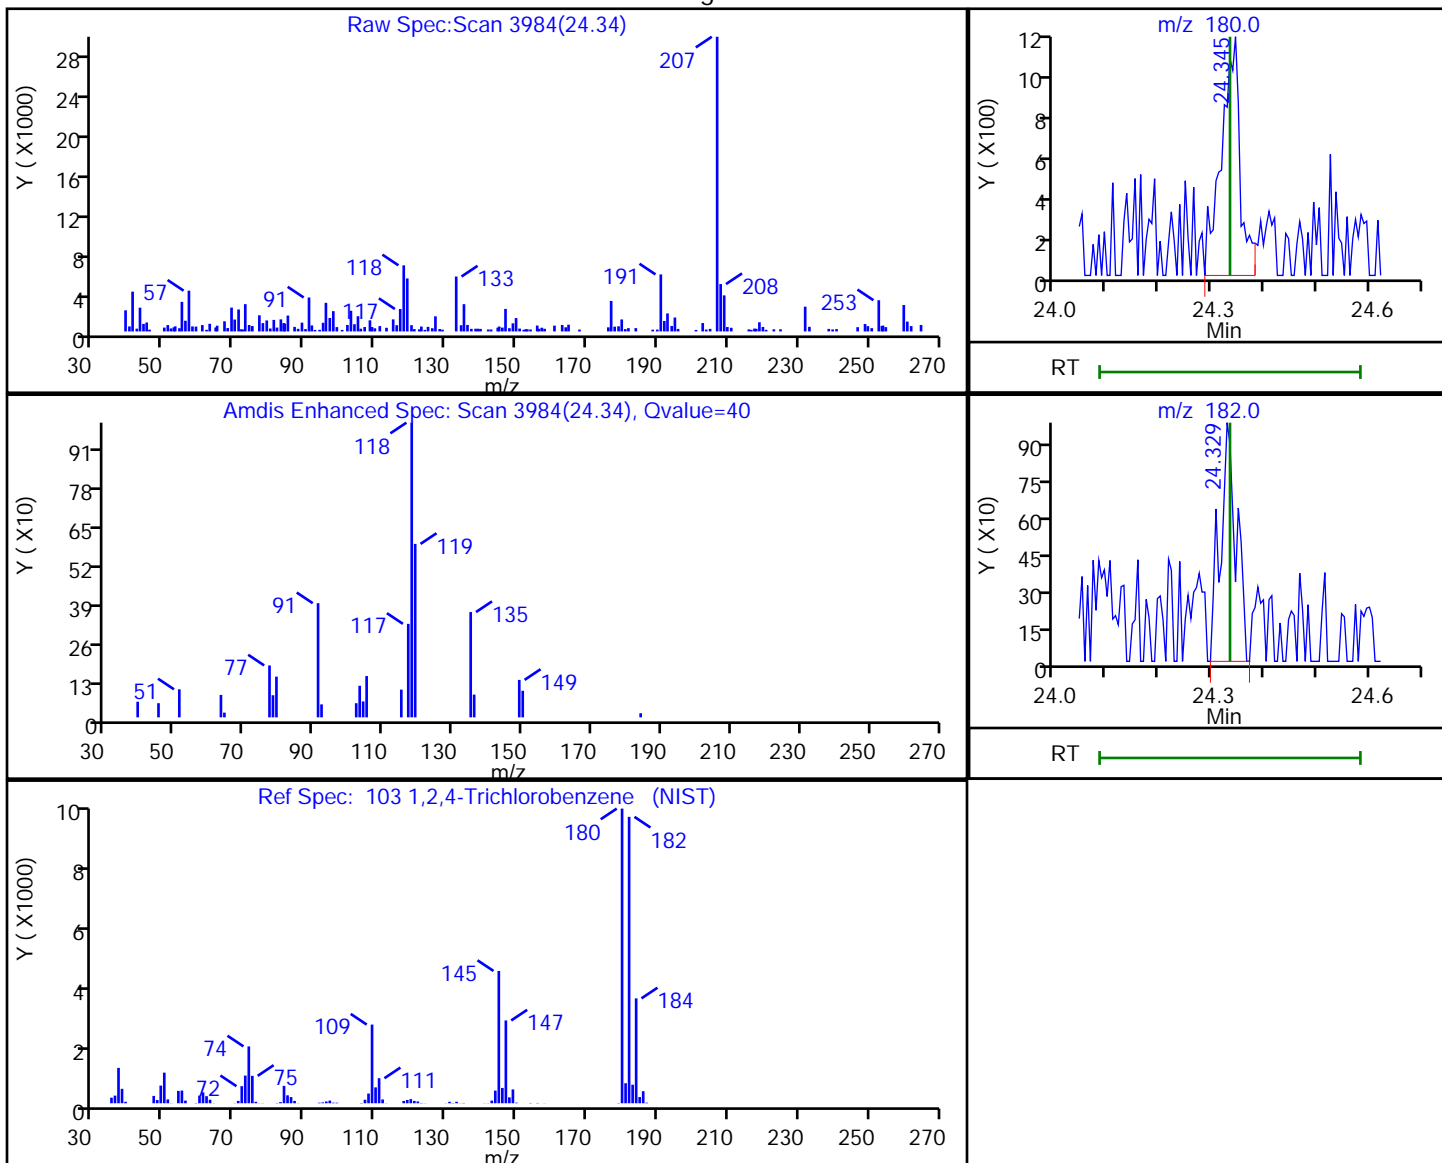 Raw Spec:Scan 3984(24.34)
Y ( X1000)
28
24
20
16
12
8
4
0
207
118
133
191
57
91
117
208
253
30 50 70 90 110 130 150 170 190 210 230 250 270
m/z
m/z 180.0
Y ( X100)
12
10
8
6
4
2
0
24.345
24.0 24.3 24.6
Min
RT
Amdis Enhanced Spec: Scan 3984(24.34), Qvalue=40
Y ( X10)
91
78
65
52
39
26
13
0
118
119
91
117
135
77
51
149
30 50 70 90 110 130 150 170 190 210 230 250 270
m/z
m/z 182.0
Y ( X10)
90
75
60
45
30
15
0
24.329
24.0 24.3 24.6
Min
RT
Ref Spec: 103 1,2,4-Trichlorobenzene (NIST)
Y ( X1000)
10
8
6
4
2
0
180
182
145
184
109
147
74
72
75
111
30 50 70 90 110 130 150 170 190 210 230 250 270
m/z